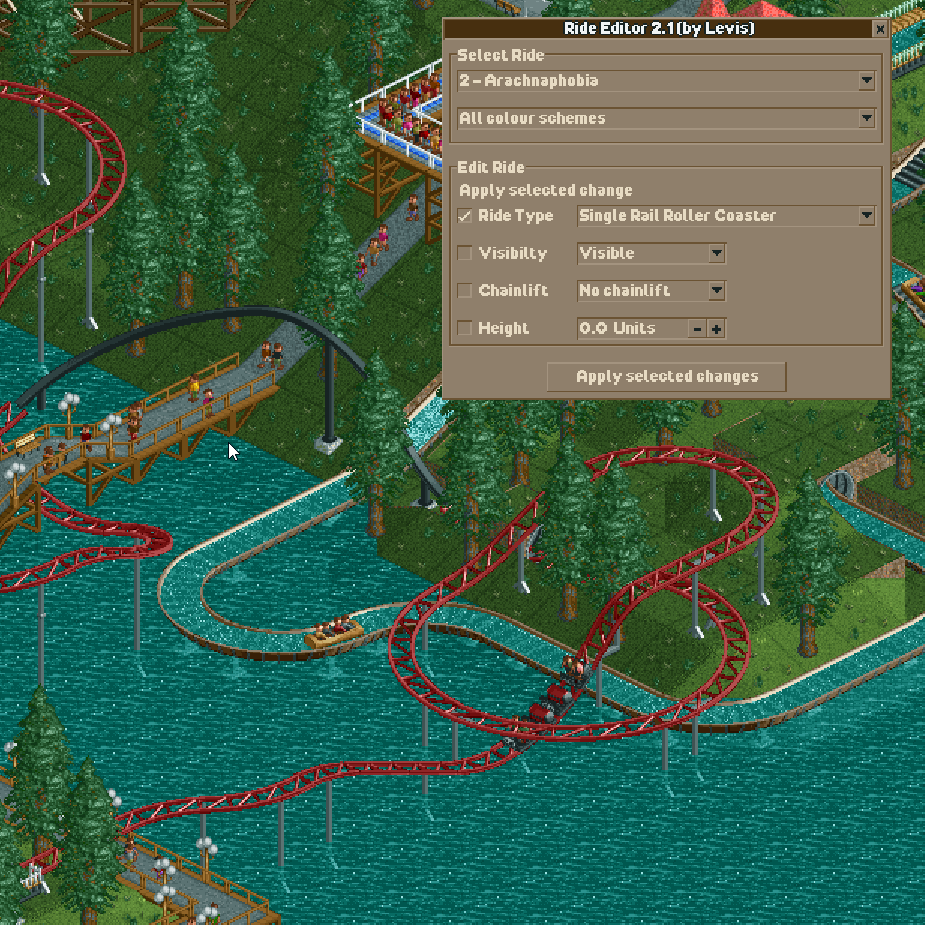 Ride Editor 2.1(by Levis)
Select Ride
2 - Arachnaphobia
All colour schemes
Edit Ride
Apply selected change
Ride Type Single Rail Roller Coaster
Visibilty Visible
Chainlift No chainlift
Height 0.0 Units - +
Apply selected changes